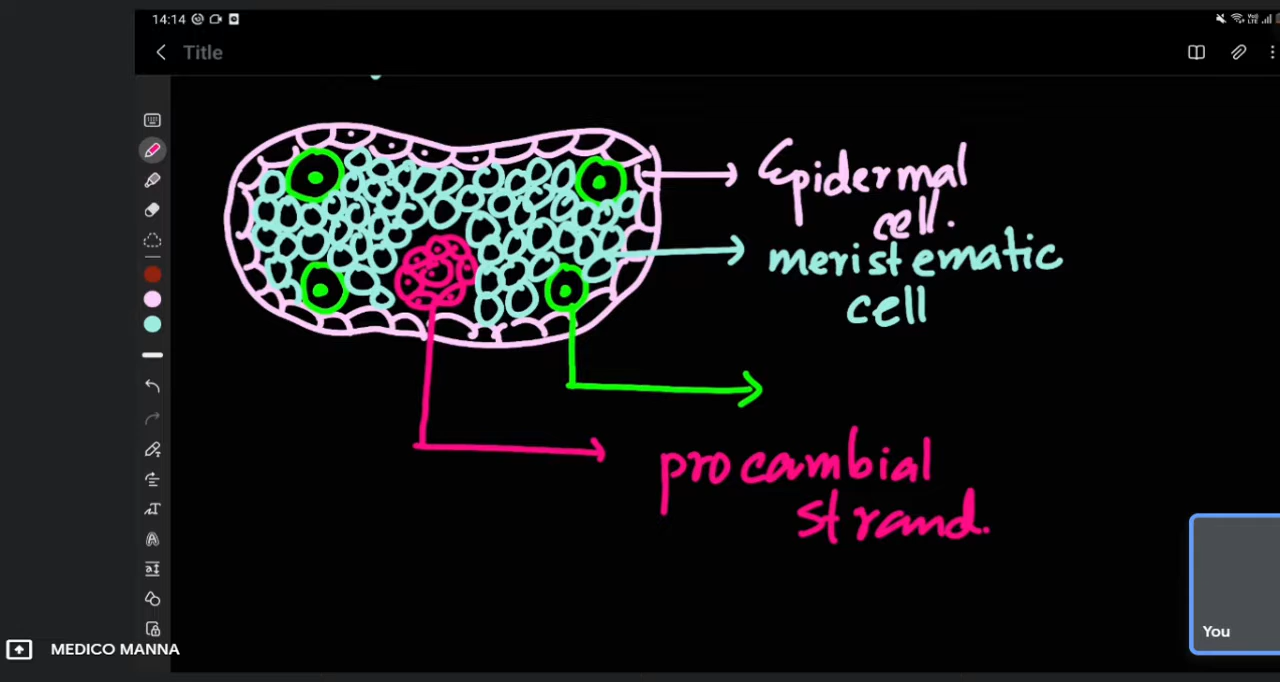 14:14
Title
Epidermal
cell.
meristematic
cell
procambial
strand.
You
MEDICO MANNA